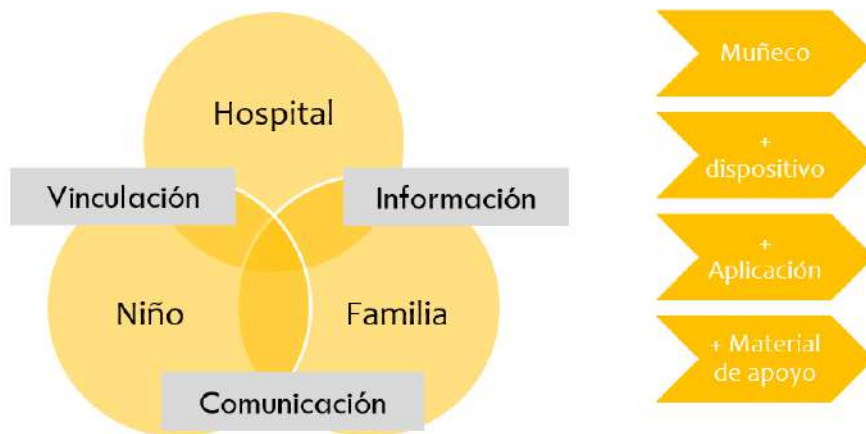 Hospital
Vinculación
Información
Niño
Familia
Comunicación
Muñeco
+
dispositivo
+
Aplicación
+ Material
de apoyo